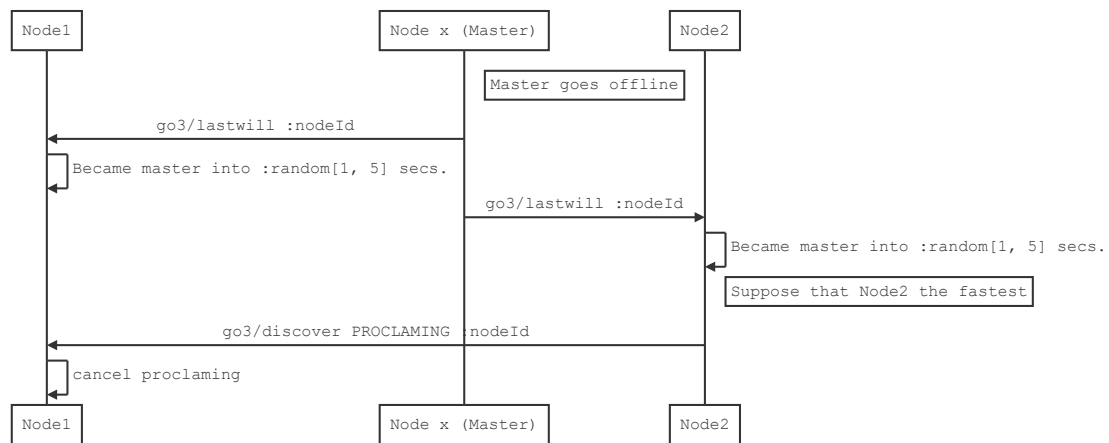 Node1
Node x (Master)
Node2
Master goes offline
go3/lastwill :nodeId
Became master into :random[1, 5] secs.
go3/lastwill :nodeId
Became master into :random[1, 5] secs.
Suppose that Node2 the fastest
go3/discover PROCLAMING :nodeId
cancel proclaming
Node1
Node x (Master)
Node2